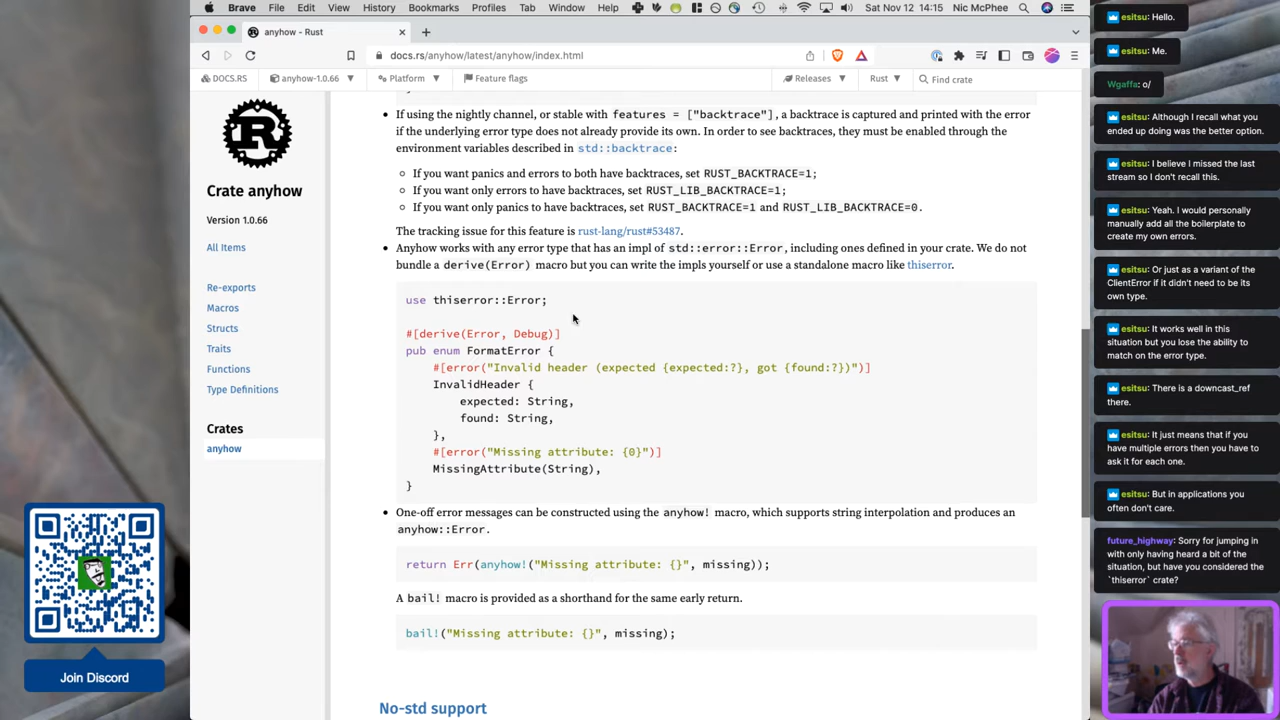 Brave File Edit View History Bookmarks Profiles Tab Window Help Sat Nov 12 14:15 Nic McPhee
anyhow - Rust
docs.rs/anyhow/latest/anyhow/index.html
DOCS.RS anyhow-1.0.66 Platform Feature flags Releases Rust Find crate
Crate anyhow
Version 1.0.66
All Items
Re-exports
Macros
Structs
Traits
Functions
Type Definitions
Crates
anyhow
If using the nightly channel, or stable with features = ["backtrace"], a backtrace is captured and printed with the error
if the underlying error type does not already provide its own. In order to see backtraces, they must be enabled through the
environment variables described in std::backtrace:
If you want panics and errors to both have backtraces, set RUST_BACKTRACE=1;
If you want only errors to have backtraces, set RUST_LIB_BACKTRACE=1;
If you want only panics to have backtraces, set RUST_BACKTRACE=1 and RUST_LIB_BACKTRACE=0.
The tracking issue for this feature is rust-lang/rust#53487.
Anyhow works with any error type that has an impl of std::error::Error, including ones defined in your crate. We do not
bundle a derive(Error) macro but you can write the impls yourself or use a standalone macro like thiserror.
use thiserror::Error;
#[derive(Error, Debug)]
pub enum FormatError {
#[error("Invalid header (expected {expected:?}, got {found:?})")]
InvalidHeader {
expected: String,
found: String,
},
#[error("Missing attribute: {0}")]
MissingAttribute(String),
}
One-off error messages can be constructed using the anyhow! macro, which supports string interpolation and produces an
anyhow::Error.
return Err(anyhow!("Missing attribute: {}", missing));
A bail! macro is provided as a shorthand for the same early return.
bail!("Missing attribute: {}", missing);
No-std support
esitsu: Hello.
esitsu: Me.
Wgaffa: o/
esitsu: Although I recall what you
ended up doing was the better option.
esitsu: I believe I missed the last
stream so I don't recall this.
esitsu: Yeah. I would personally
manually add all the boilerplate to
create my own errors.
esitsu: Or just as a variant of the
ClientError if it didn't need to be its
own type.
esitsu: It works well in this
situation but you lose the ability to
match on the error type.
esitsu: There is a downcast_ref
there.
esitsu: It just means that if you
have multiple errors then you have to
ask it for each one.
esitsu: But in applications you
often don't care.
future_highway: Sorry for jumping in
with only having heard a bit of the
situation, but have you considered the
`thiserror` crate?
Join Discord